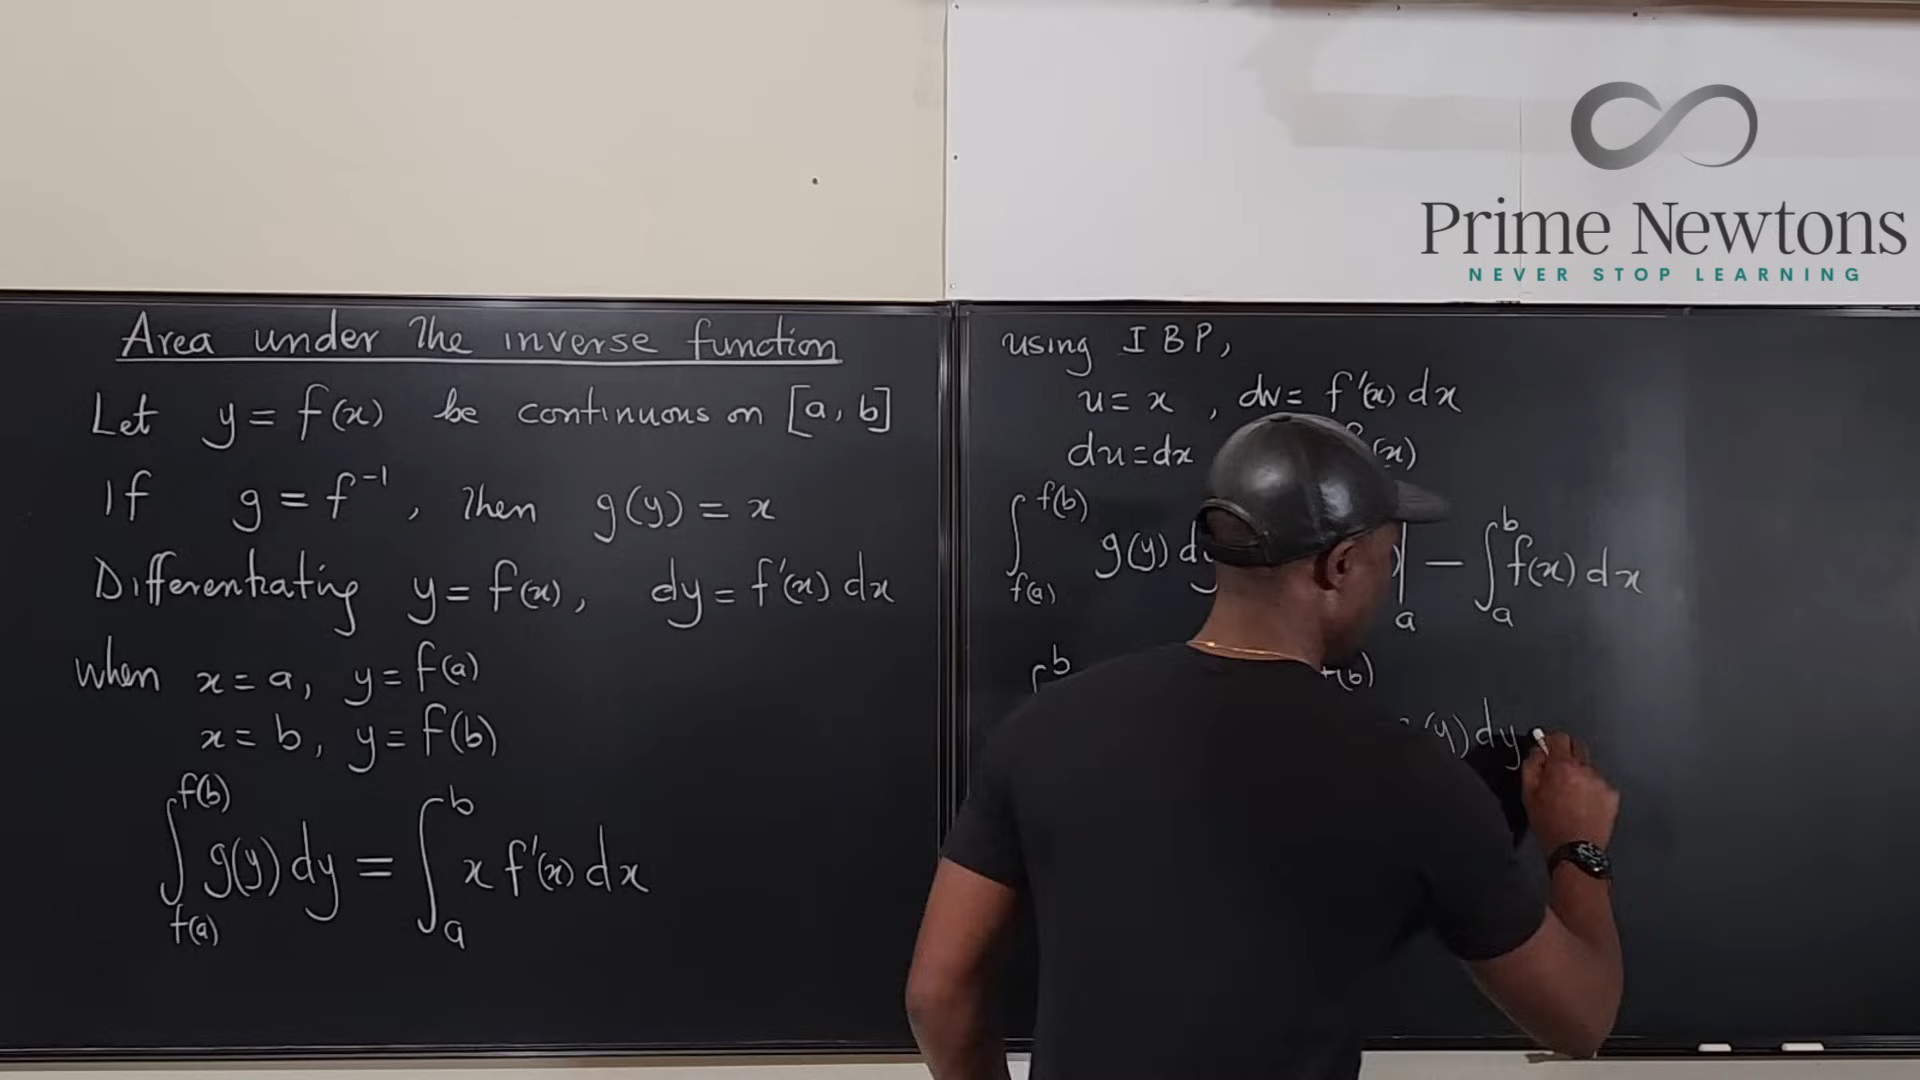 Prime Newtons
NEVER STOP LEARNING
Area under the inverse function
Let y = f(x) be continuous on [a, b]
If g = f⁻¹, then g(y) = x
Differentiating y = f(x), dy = f'(x) dx
when x = a, y = f(a)
x = b, y = f(b)
∫_{f(a)}^{f(b)} g(y) dy = ∫_a^b x f'(x) dx
using IBP,
u = x, dv = f'(x) dx
du = dx (x)
∫_{f(a)}^{f(b)} g(y) dy |_a − ∫_a^b f(x) dx
∫^b f(b) (y) dy